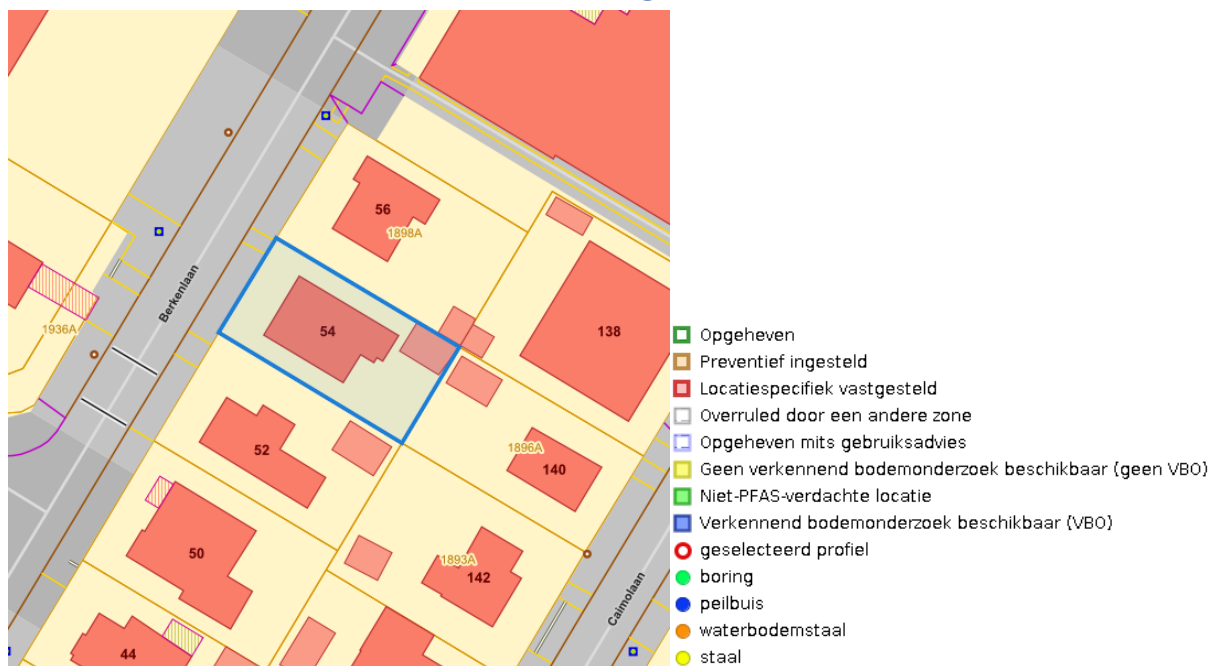 56
1898A
Berkenlaan
54
138
1936A
52
1896A
140
50
1893A
142
Caimolaan
44
Opgeheven
Preventief ingesteld
Locatiespecifiek vastgesteld
Overruled door een andere zone
Opgeheven mits gebruiksadvies
Geen verkennend bodemonderzoek beschikbaar (geen VBO)
Niet-PFAS-verdachte locatie
Verkennend bodemonderzoek beschikbaar (VBO)
geselecteerd profiel
boring
peilbuis
waterbodemstaal
staal